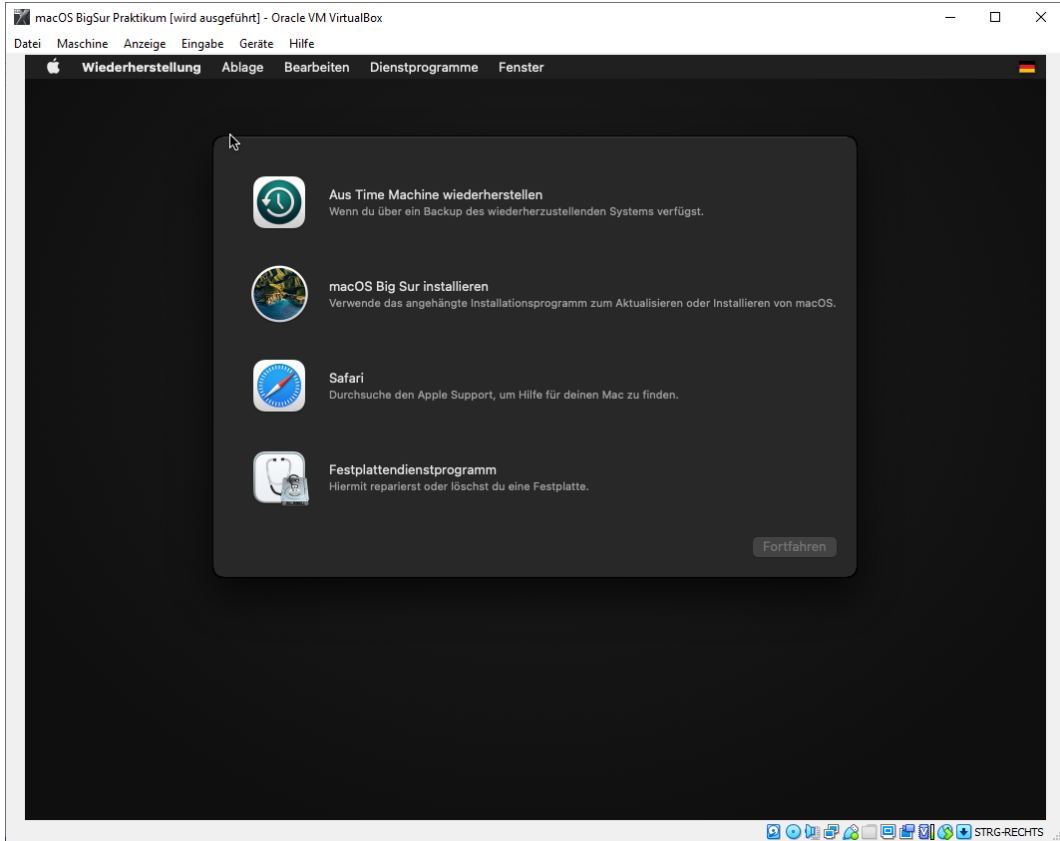 macOS BigSur Praktikum [wird ausgeführt] - Oracle VM VirtualBox
Datei Maschine Anzeige Eingabe Geräte Hilfe
Wiederherstellung Ablage Bearbeiten Dienstprogramme Fenster
Aus Time Machine wiederherstellen
Wenn du über ein Backup des wiederherzustellenden Systems verfügst.
macOS Big Sur installieren
Verwende das angehängte Installationsprogramm zum Aktualisieren oder Installieren von macOS.
Safari
Durchsuche den Apple Support, um Hilfe für deinen Mac zu finden.
Festplattendienstprogramm
Hiermit reparierst oder löschst du eine Festplatte.
Fortfahren
STRG-RECHTS